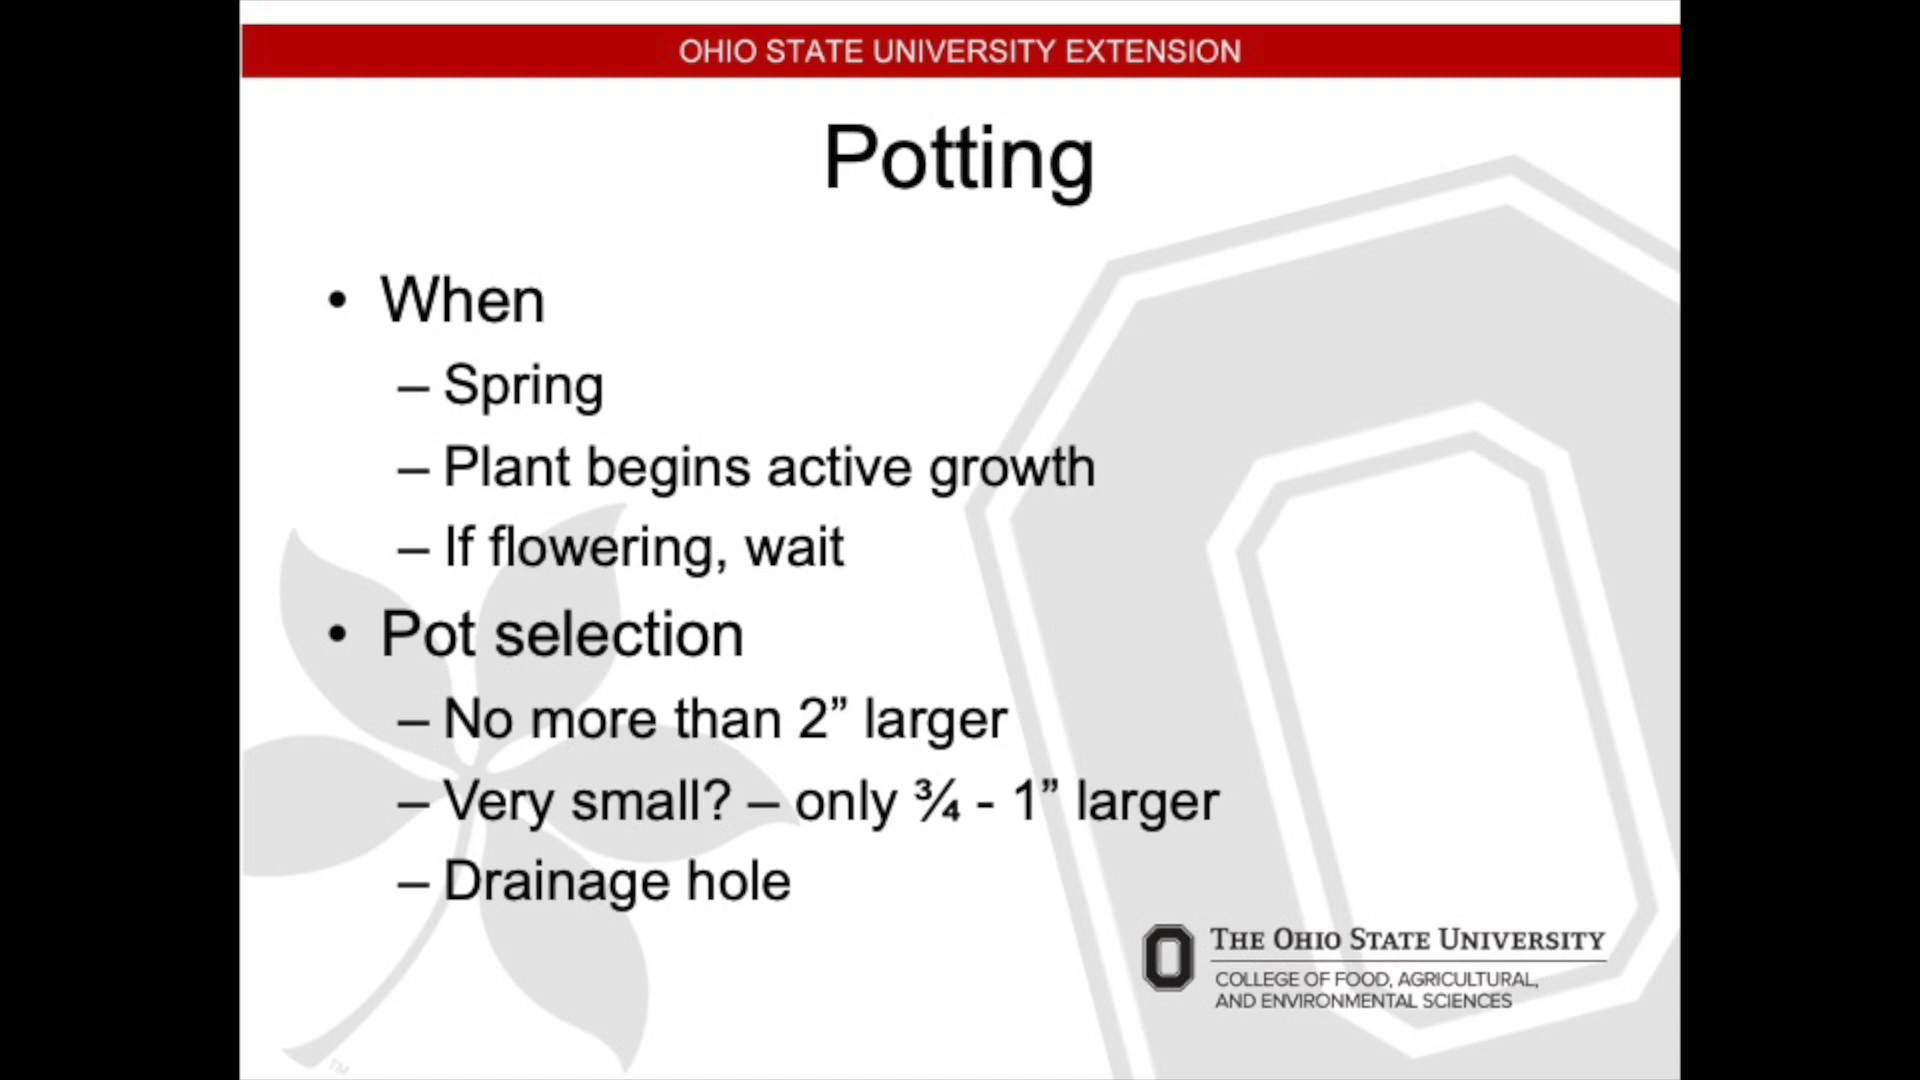 OHIO STATE UNIVERSITY EXTENSION
Potting
• When
– Spring
– Plant begins active growth
– If flowering, wait
• Pot selection
– No more than 2” larger
– Very small? – only ¾ - 1” larger
– Drainage hole
THE OHIO STATE UNIVERSITY
COLLEGE OF FOOD, AGRICULTURAL,
AND ENVIRONMENTAL SCIENCES
TM